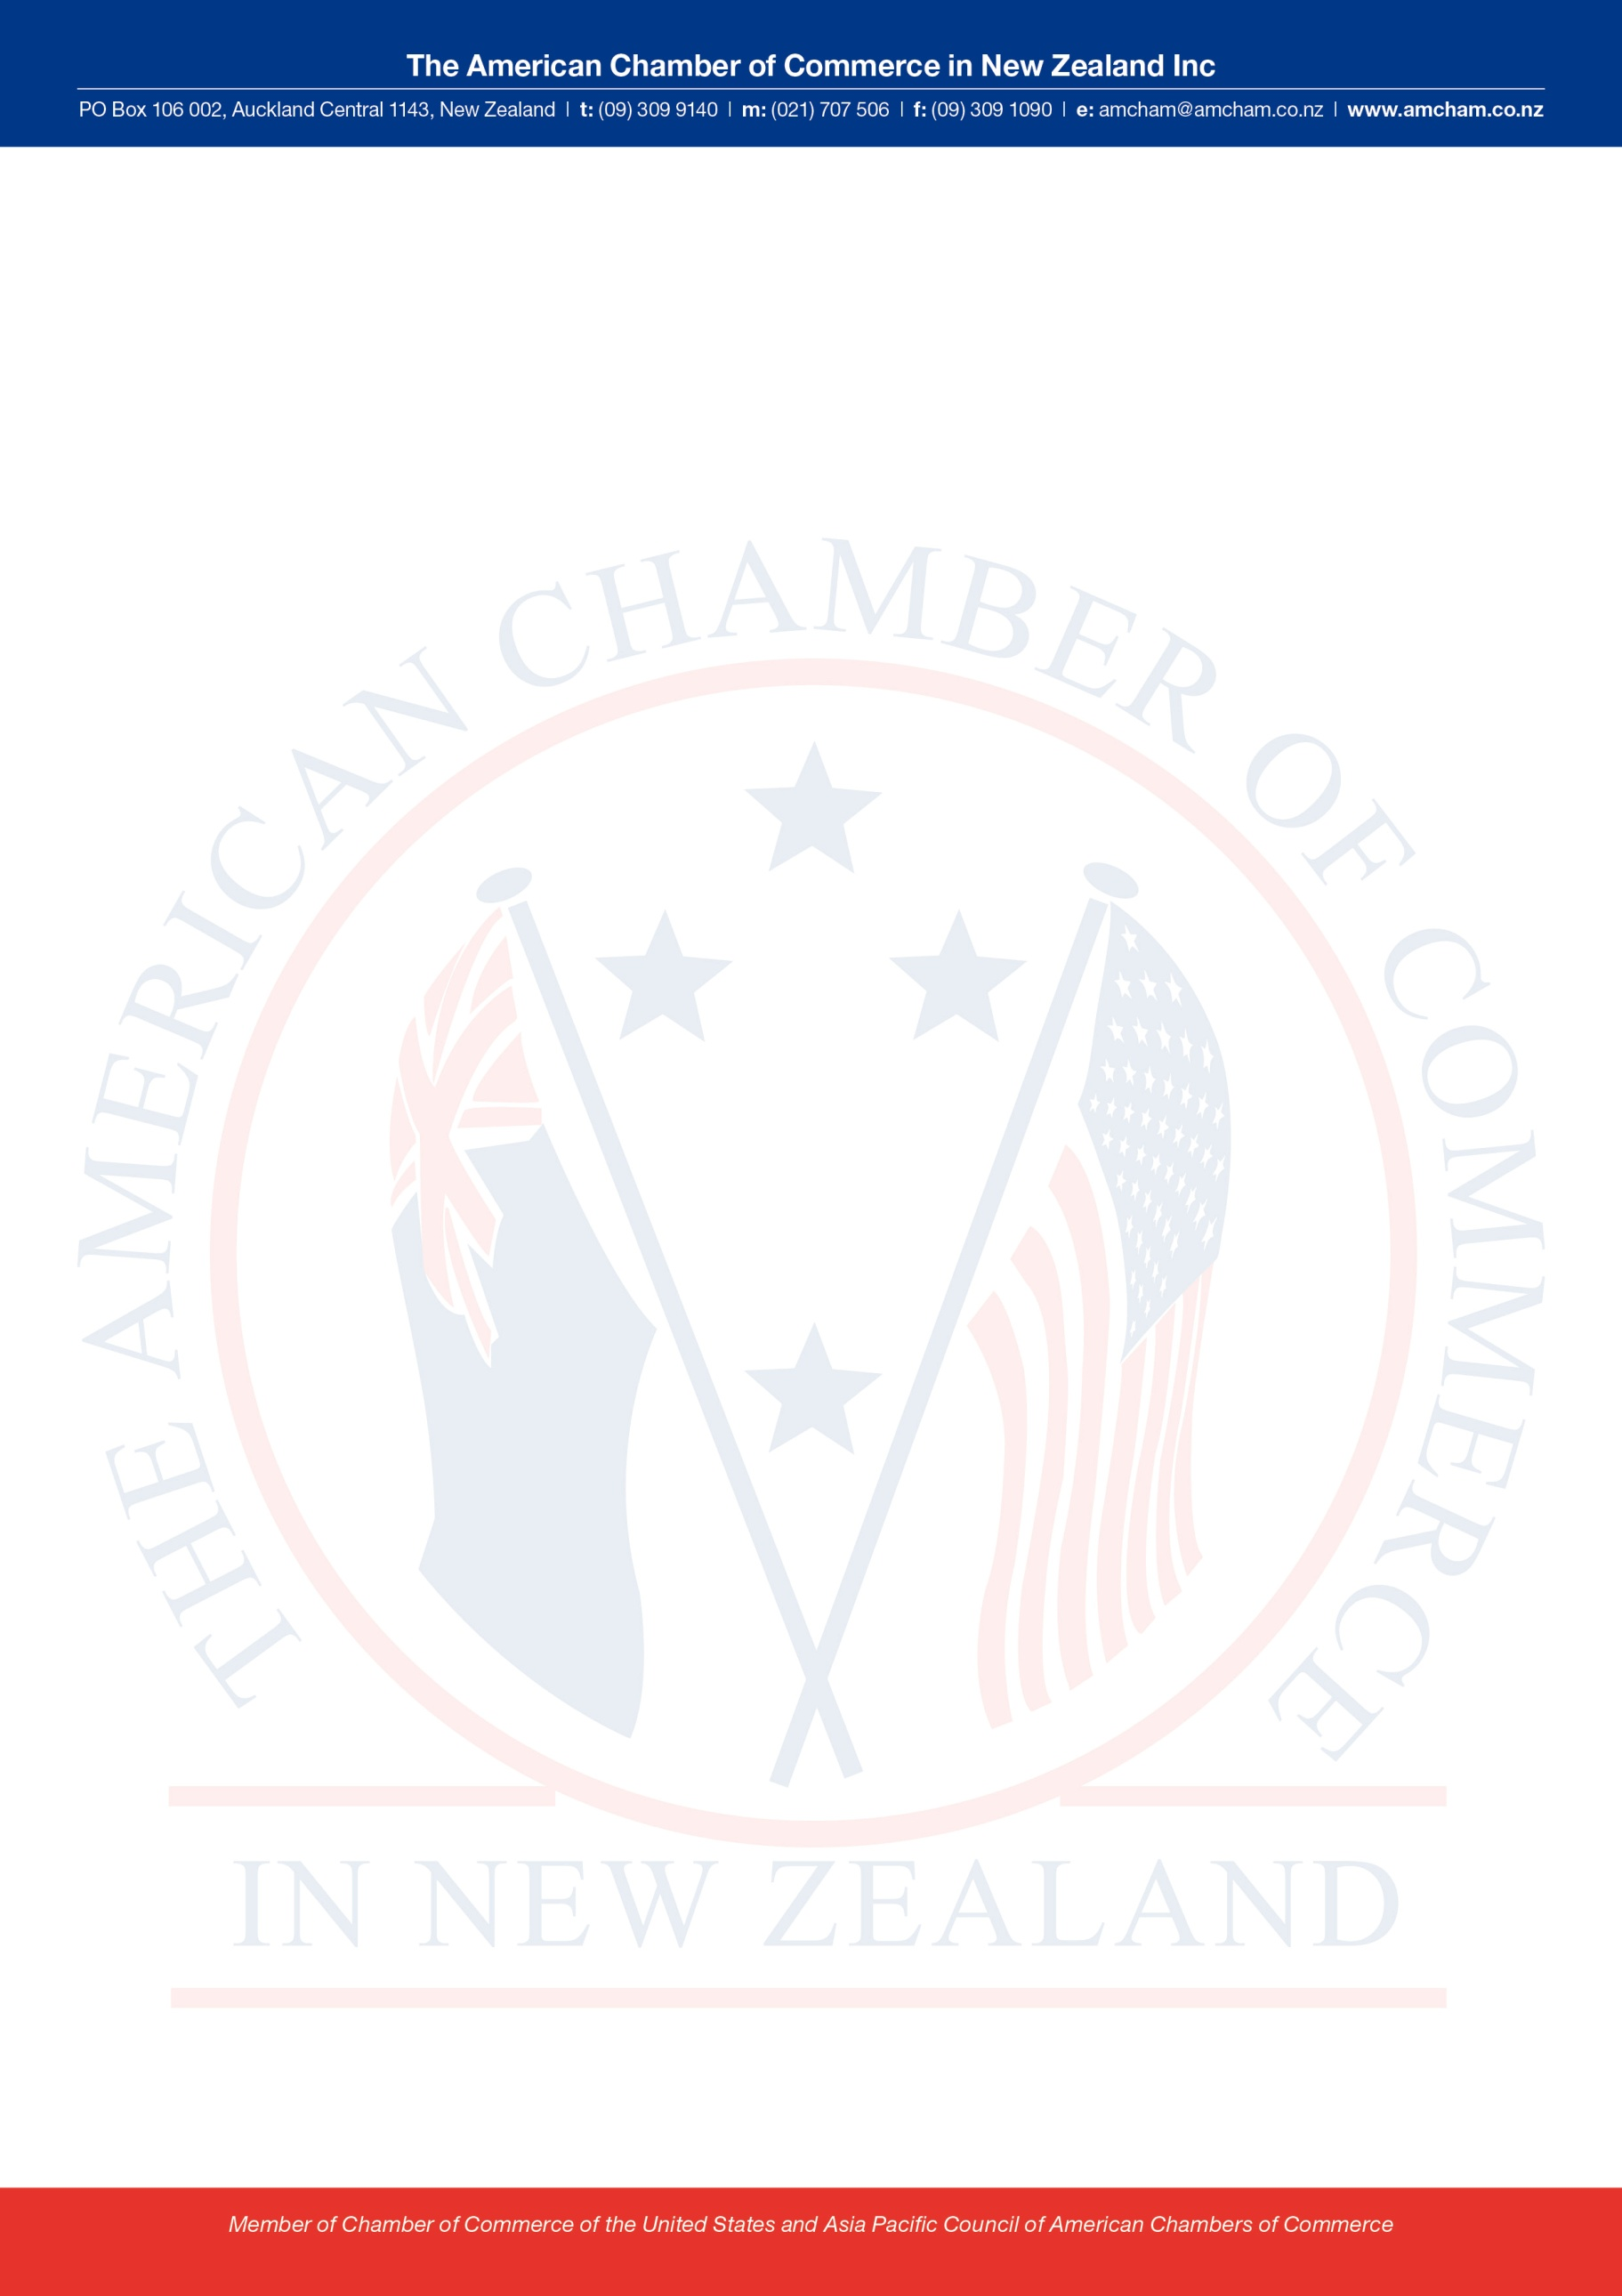 The American Chamber of Commerce in New Zealand Inc
PO Box 106 002, Auckland Central 1143, New Zealand | t: (09) 309 9140 | m: (021) 707 506 | f: (09) 309 1090 | e: amcham@amcham.co.nz | www.amcham.co.nz
THE AMERICAN CHAMBER OF COMMERCE
IN NEW ZEALAND
Member of Chamber of Commerce of the United States and Asia Pacific Council of American Chambers of Commerce